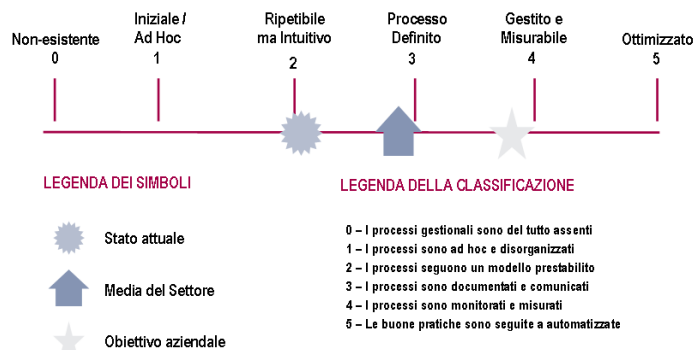 Non-esistente
0
Iniziale /
Ad Hoc
1
Ripetibile
ma Intuitivo
2
Processo
Definito
3
Gestito e
Misurabile
4
Ottimizzato
5
LEGENDA DEI SIMBOLI
Stato attuale
Media del Settore
Obiettivo aziendale
LEGENDA DELLA CLASSIFICAZIONE
0 – I processi gestionali sono del tutto assenti
1 – I processi sono ad hoc e disorganizzati
2 – I processi seguono un modello prestabilito
3 – I processi sono documentati e comunicati
4 – I processi sono monitorati e misurati
5 – Le buone pratiche sono seguite a automatizzate